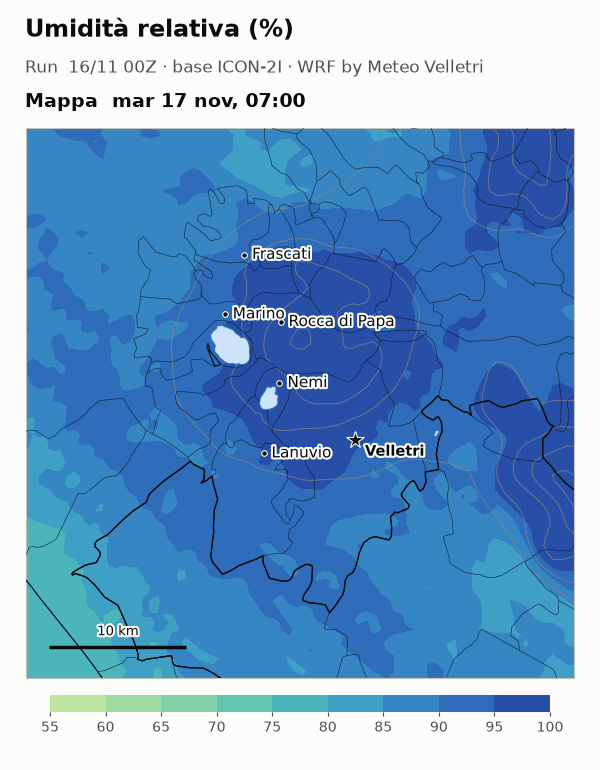 Umidità relativa (%)
Run  16/11 00Z · base ICON-2I · WRF by Meteo Velletri
Mappa  mar 17 nov, 07:00
Frascati
Marino
Rocca di Papa
Nemi
Velletri
Lanuvio
10 km
55 60 65 70 75 80 85 90 95 100